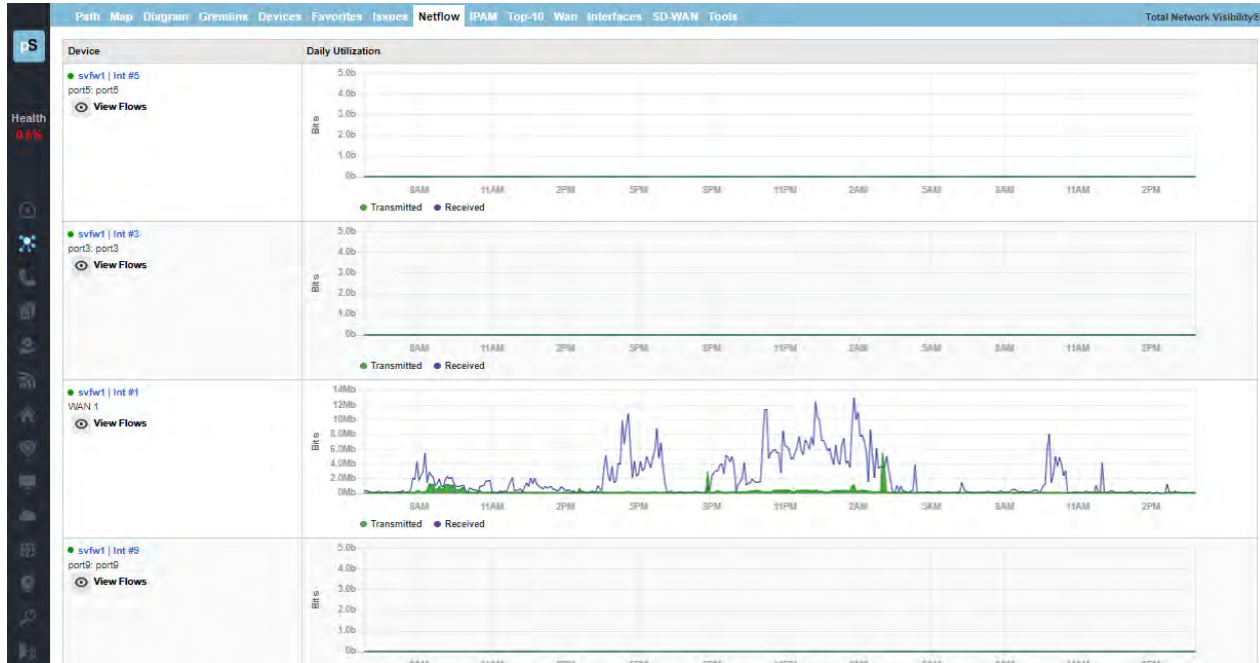 Path Map Diagram Gremlins Devices Favorites Issues Netflow IPAM Top-10 Wan Interfaces SD-WAN Tools
Total Network Visibility®
pS
Health
0.6%
Device
Daily Utilization
svfw1 | Int #5
port5: port5
View Flows
Bits
5.0b
4.0b
3.0b
2.0b
1.0b
0b
8AM 11AM 2PM 5PM 8PM 11PM 2AM 5AM 8AM 11AM 2PM
Transmitted Received
svfw1 | Int #3
port3: port3
View Flows
Bits
5.0b
4.0b
3.0b
2.0b
1.0b
0b
8AM 11AM 2PM 5PM 8PM 11PM 2AM 5AM 8AM 11AM 2PM
Transmitted Received
svfw1 | Int #1
WAN 1
View Flows
Bits
14Mb
12Mb
10Mb
8.0Mb
6.0Mb
4.0Mb
2.0Mb
0Mb
8AM 11AM 2PM 5PM 8PM 11PM 2AM 5AM 8AM 11AM 2PM
Transmitted Received
svfw1 | Int #9
port9: port9
View Flows
Bits
5.0b
4.0b
3.0b
2.0b
1.0b
0b